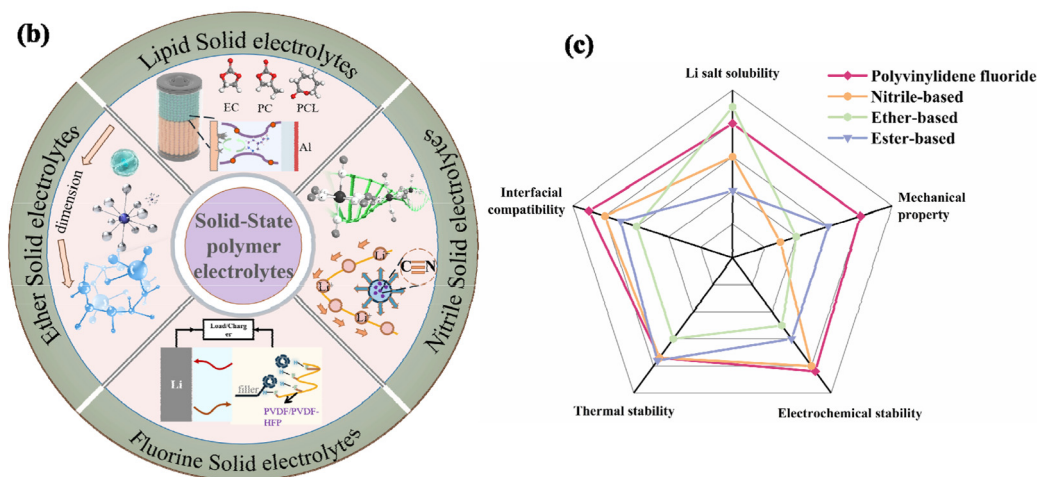 (b)
Lipid Solid electrolytes
EC
PC
PCL
Al
Ether Solid electrolytes
dimension
Solid-State
polymer
electrolytes
Nitrile Solid electrolytes
C≡N
Li⁺
Li⁺
Li⁺
Load/Charg
er
Li
filler
PVDF/PVDF-
HFP
Fluorine Solid electrolytes
(c)
Li salt solubility
Polyvinylidene fluoride
Nitrile-based
Ether-based
Ester-based
Interfacial
compatibility
Mechanical
property
Thermal stability
Electrochemical stability